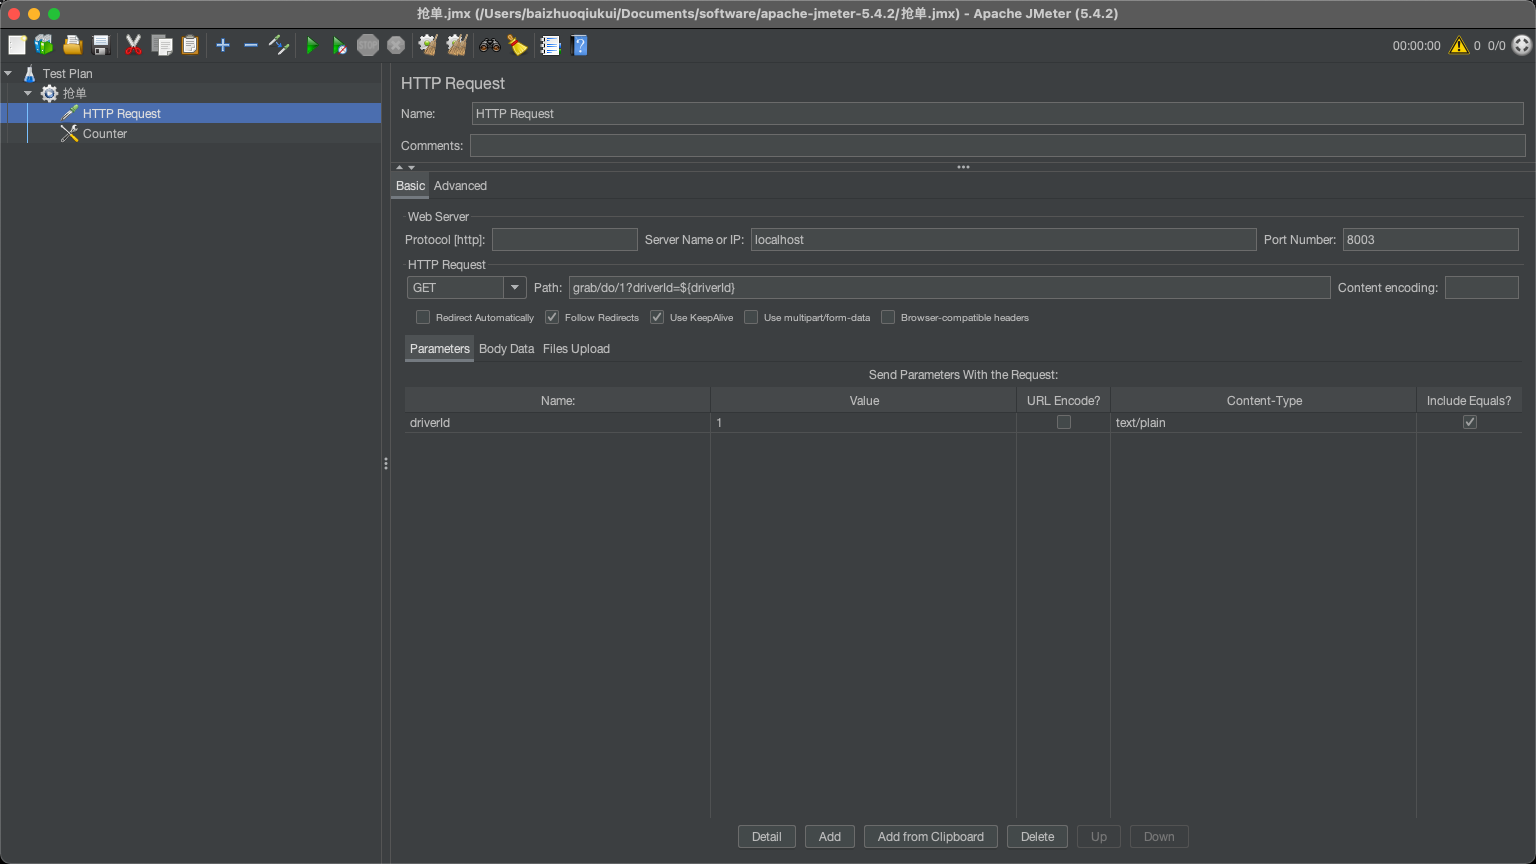 抢单.jmx (/Users/baizhuoqiukui/Documents/software/apache-jmeter-5.4.2/抢单.jmx) - Apache JMeter (5.4.2)
STOP
00:00:00 0 0/0
Test Plan
抢单
HTTP Request
Counter
HTTP Request
Name: HTTP Request
Comments:
Basic Advanced
Web Server
Protocol [http]: Server Name or IP: localhost Port Number: 8003
HTTP Request
GET Path: grab/do/1?driverId=${driverId} Content encoding:
Redirect Automatically Follow Redirects Use KeepAlive Use multipart/form-data Browser-compatible headers
Parameters Body Data Files Upload
Send Parameters With the Request:
Name: Value URL Encode? Content-Type Include Equals?
driverId 1 text/plain
Detail Add Add from Clipboard Delete Up Down